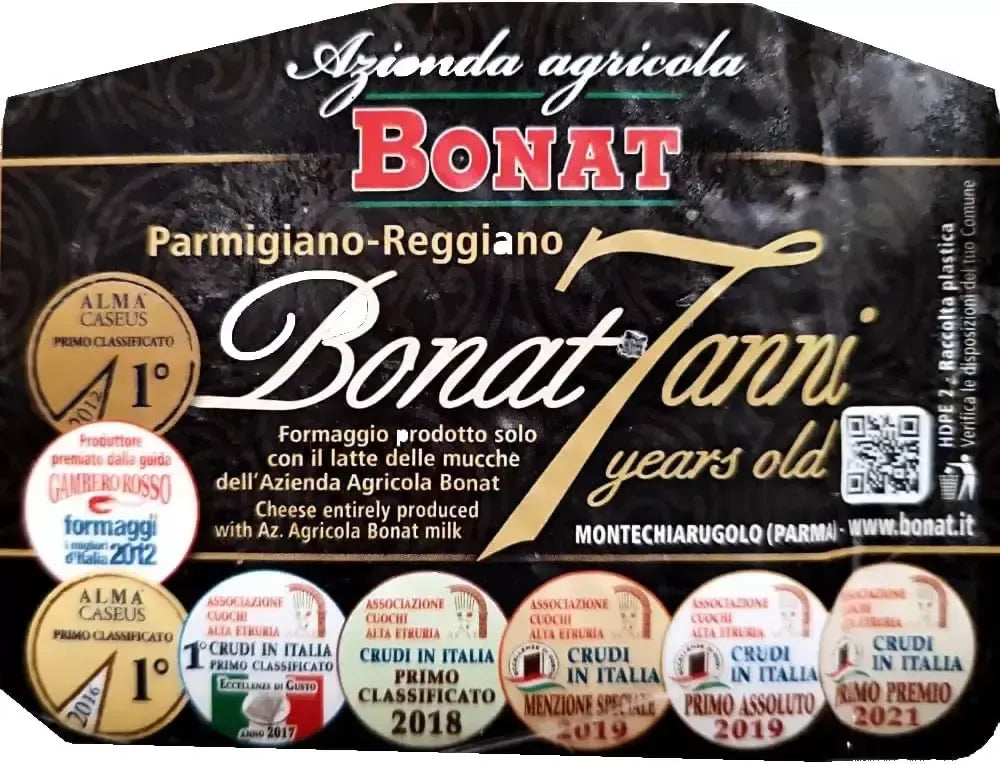 Azienda agricola
BONAT
Parmigiano-Reggiano
Bonat 7 anni
years old
Formaggio prodotto solo
con il latte delle mucche
dell'Azienda Agricola Bonat
Cheese entirely produced
with Az. Agricola Bonat milk
MONTECHIARUGOLO (PARMA) - www.bonat.it
HDPE 2 - Raccolta plastica
Verifica le disposizioni del tuo Comune
ALMA
CASEUS
PRIMO CLASSIFICATO
1°
2012
Produttore
premiato dalla guida
GAMBERO ROSSO
formaggi
i migliori
d'Italia 2012
ALMA
CASEUS
PRIMO CLASSIFICATO
1°
2016
ASSOCIAZIONE
CUOCHI
ALTA ETRURIA
1° CRUDI IN ITALIA
PRIMO CLASSIFICATO
ECCELLENZE DI GUSTO
ANNO 2017
ASSOCIAZIONE
CUOCHI
ALTA ETRURIA
CRUDI IN ITALIA
PRIMO
CLASSIFICATO
2018
ASSOCIAZIONE
CUOCHI
ALTA ETRURIA
CRUDI
IN ITALIA
MENZIONE SPECIALE
2019
ASSOCIAZIONE
CUOCHI
ALTA ETRURIA
CRUDI
IN ITALIA
PRIMO ASSOLUTO
2019
ASSOCIAZIONE
CUOCHI
ALTA ETRURIA
CRUDI
IN ITALIA
PRIMO PREMIO
2021